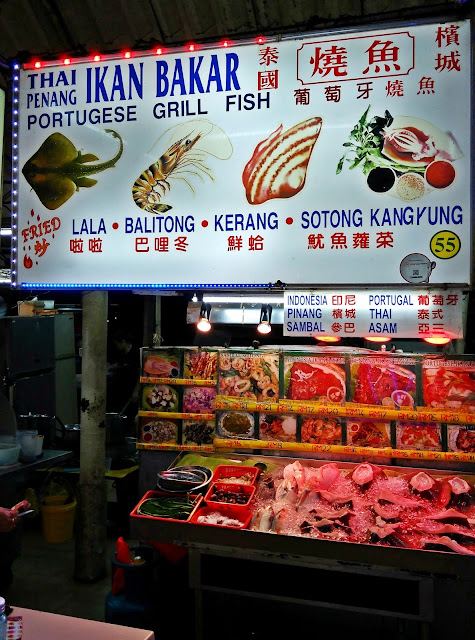 THAI PENANG IKAN BAKAR 泰國 燒魚 檳城
PORTUGESE GRILL FISH 葡萄牙燒魚
FRIED 炒
LALA • BALITONG • KERANG • SOTONG KANGKUNG
啦啦 巴哩冬 鮮蛤 魷魚蕹菜
55
INDONESIA 印尼 PORTUGAL 葡萄牙
PINANG 檳城 THAI 泰式
SAMBAL 參巴 ASAM 亞三